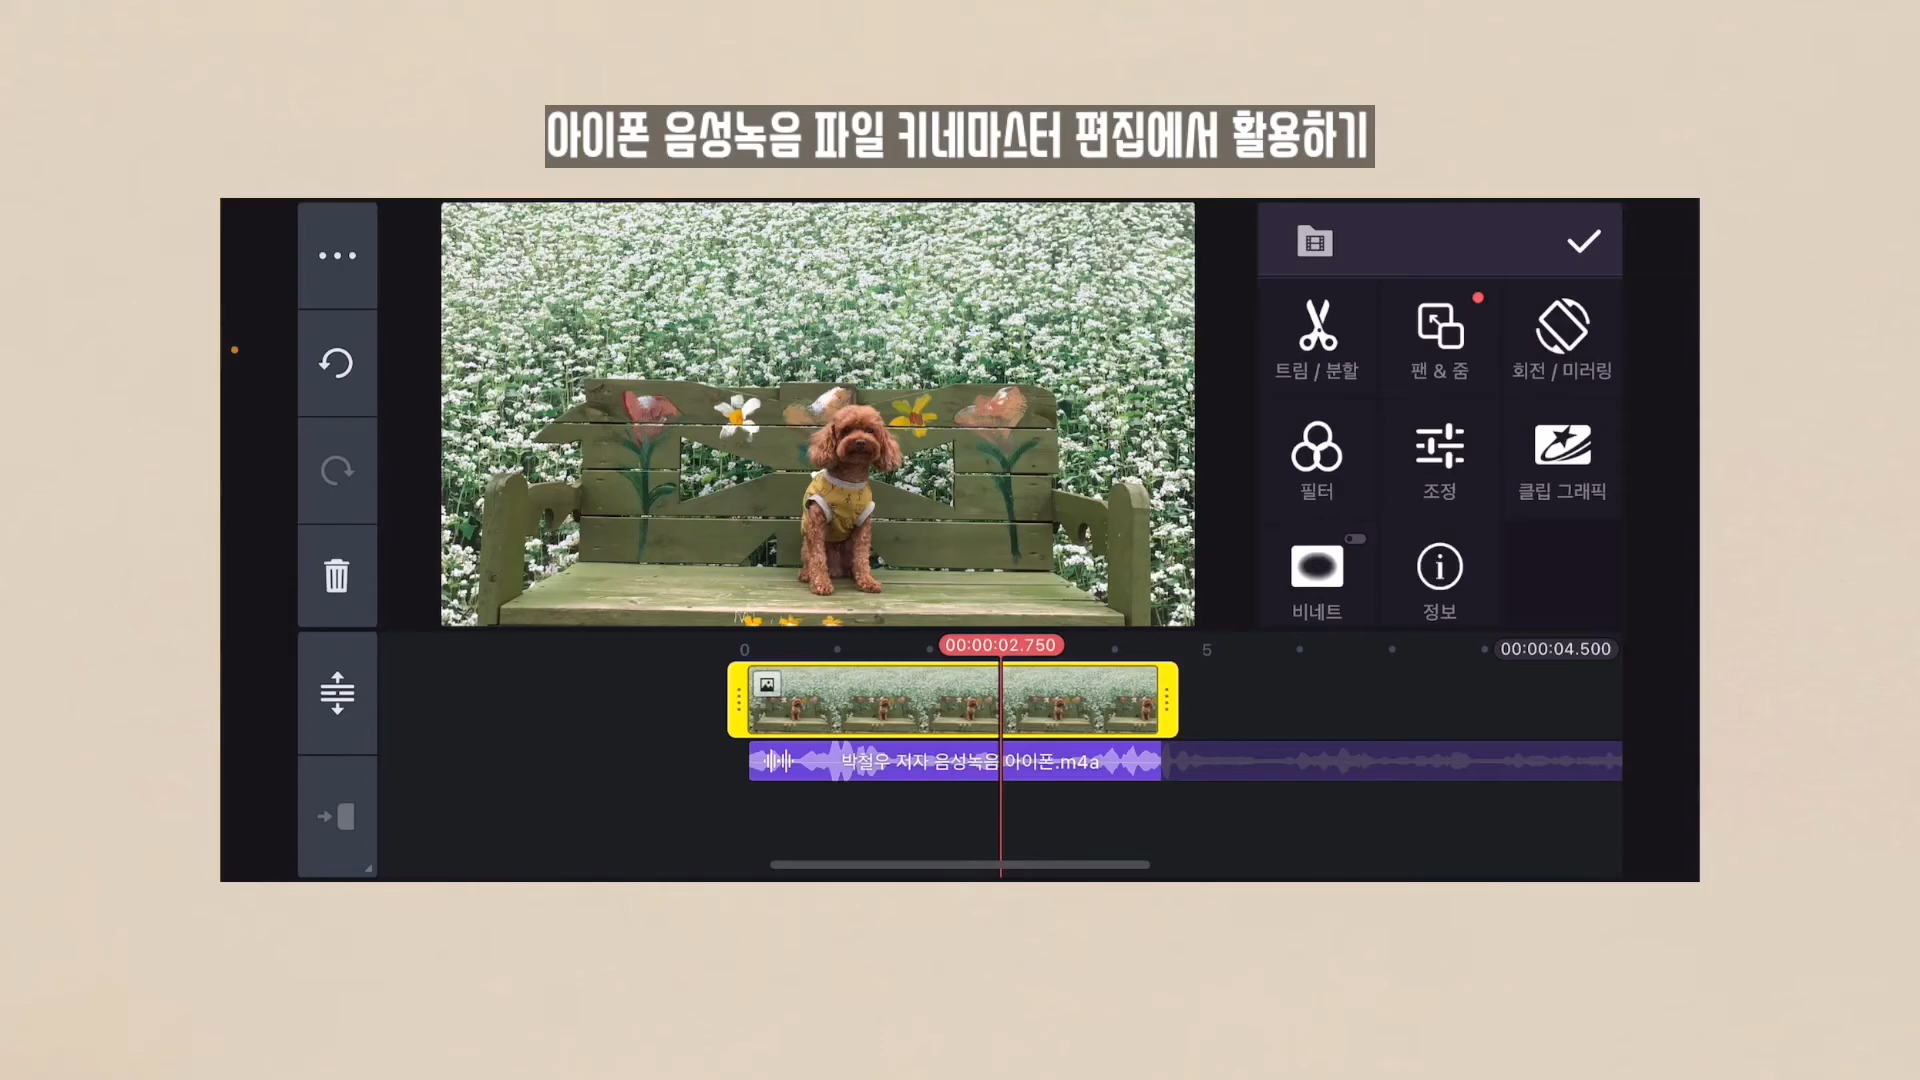 아이폰 음성녹음 파일 키네마스터 편집에서 활용하기
트림 / 분할
팬 & 줌
회전 / 미러링
필터
조정
클립 그래픽
비네트
정보
0
00:00:02.750
5
00:00:04.500
박철우 저자 음성녹음 아이폰.m4a